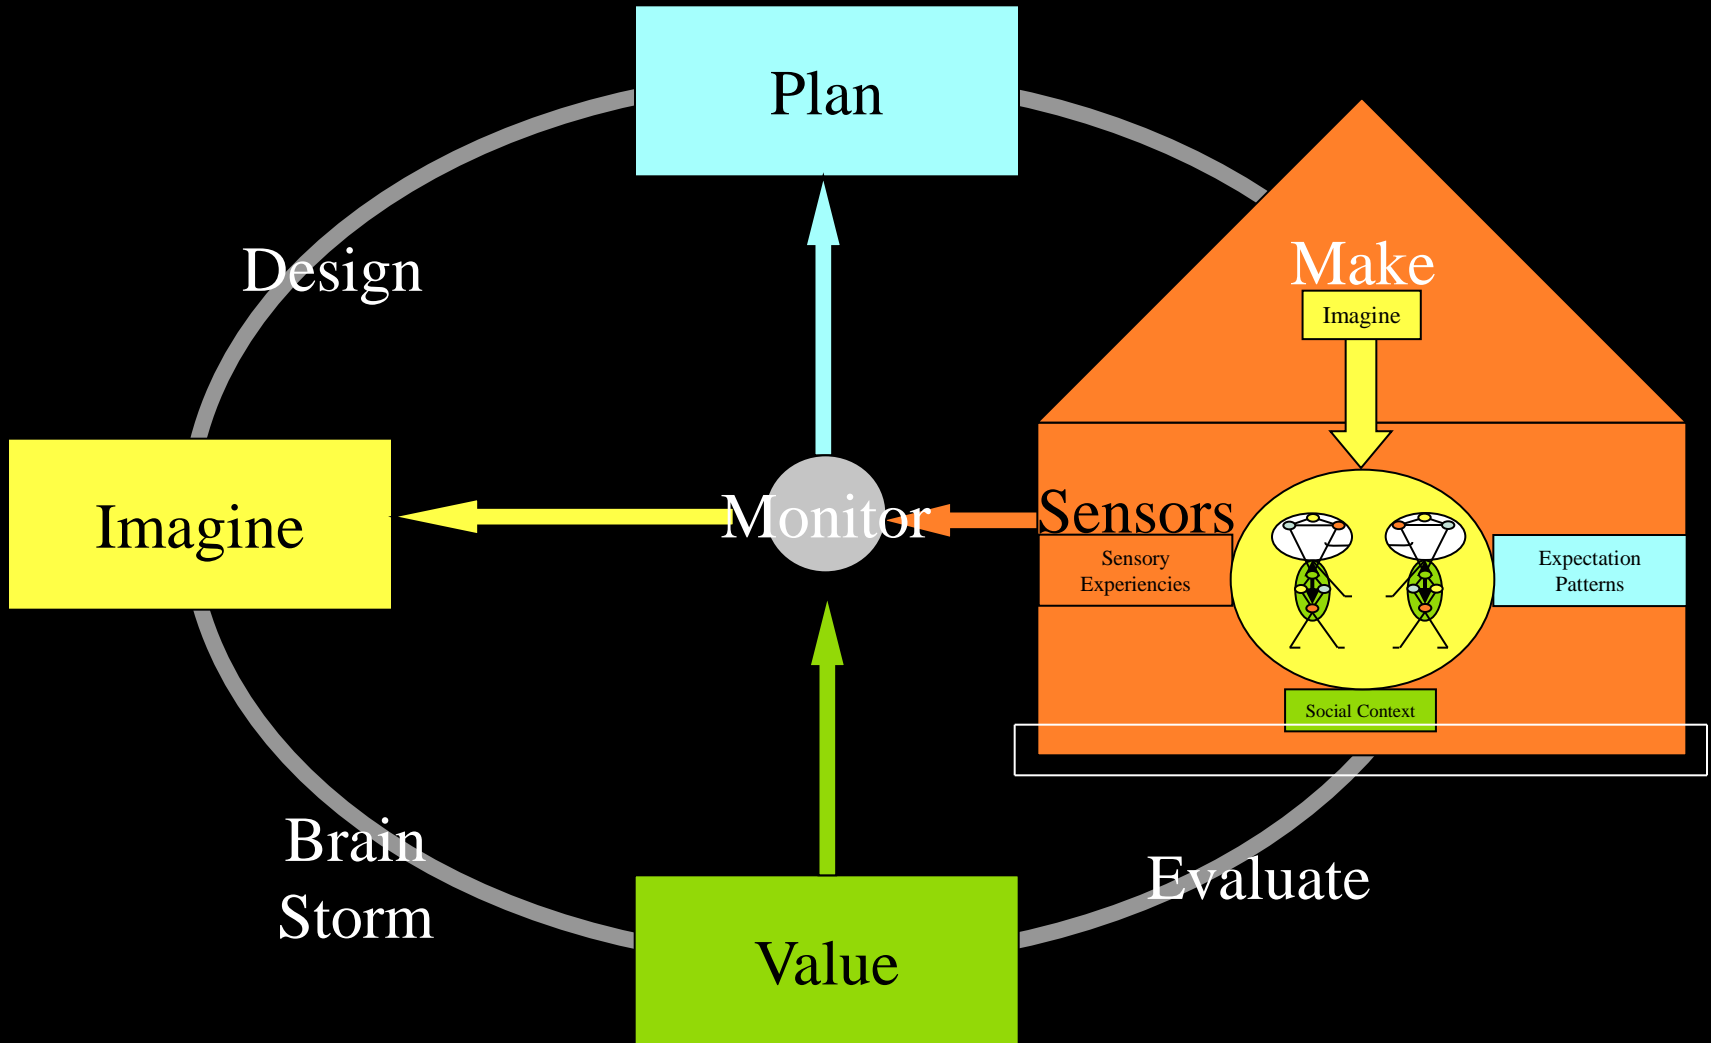 Plan
Design
Make
Imagine
Imagine
Monitor
Sensors
Sensory
Experiencies
Expectation
Patterns
Social Context
Brain
Storm
Evaluate
Value